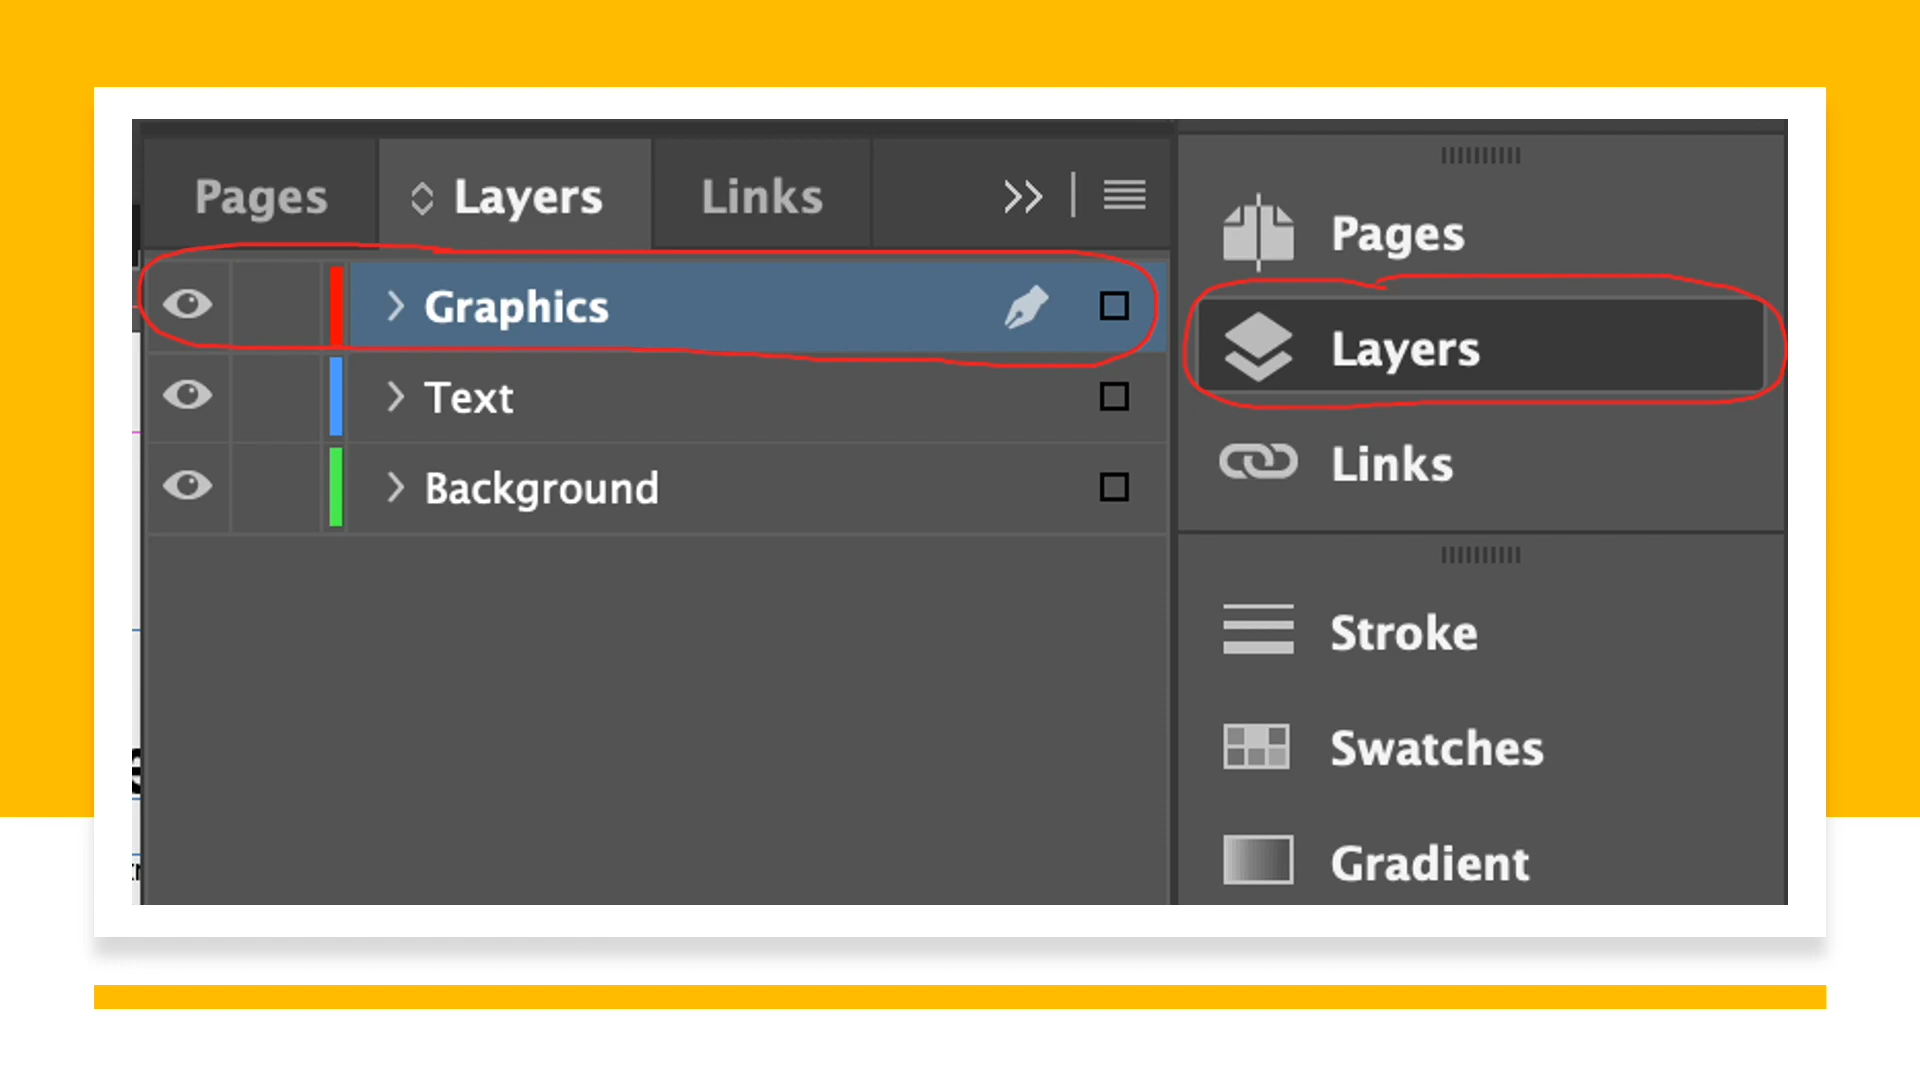 Pages Layers Links
Graphics
Text
Background
Pages
Layers
Links
Stroke
Swatches
Gradient